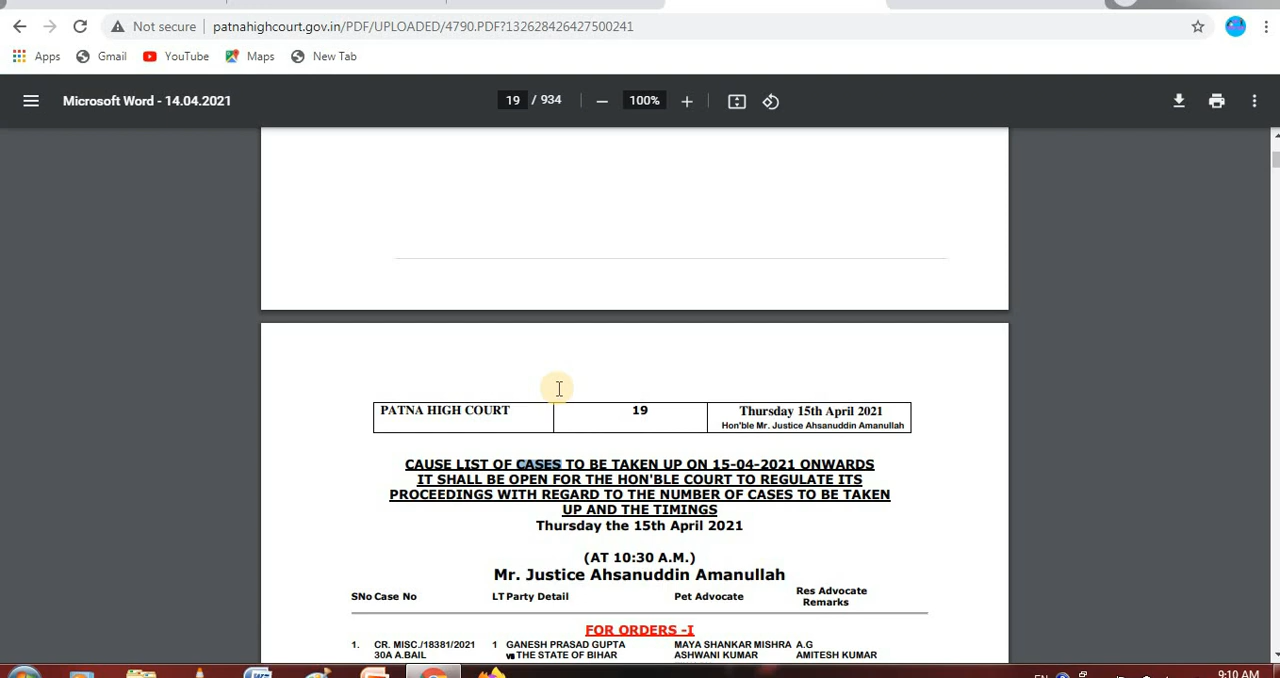 Not secure patnahighcourt.gov.in/PDF/UPLOADED/4790.PDF?132628426427500241
Apps Gmail YouTube Maps New Tab
Microsoft Word - 14.04.2021 19 / 934 100%
PATNA HIGH COURT 19 Thursday 15th April 2021
Hon'ble Mr. Justice Ahsanuddin Amanullah
CAUSE LIST OF CASES TO BE TAKEN UP ON 15-04-2021 ONWARDS
IT SHALL BE OPEN FOR THE HON'BLE COURT TO REGULATE ITS
PROCEEDINGS WITH REGARD TO THE NUMBER OF CASES TO BE TAKEN
UP AND THE TIMINGS
Thursday the 15th April 2021
(AT 10:30 A.M.)
Mr. Justice Ahsanuddin Amanullah
SNo Case No LT Party Detail Pet Advocate Res Advocate
Remarks
FOR ORDERS -I
1. CR. MISC./18381/2021 1 GANESH PRASAD GUPTA MAYA SHANKAR MISHRA A.G
30A A.BAIL THE STATE OF BIHAR ASHWANI KUMAR AMITESH KUMAR
EN 9:10 AM